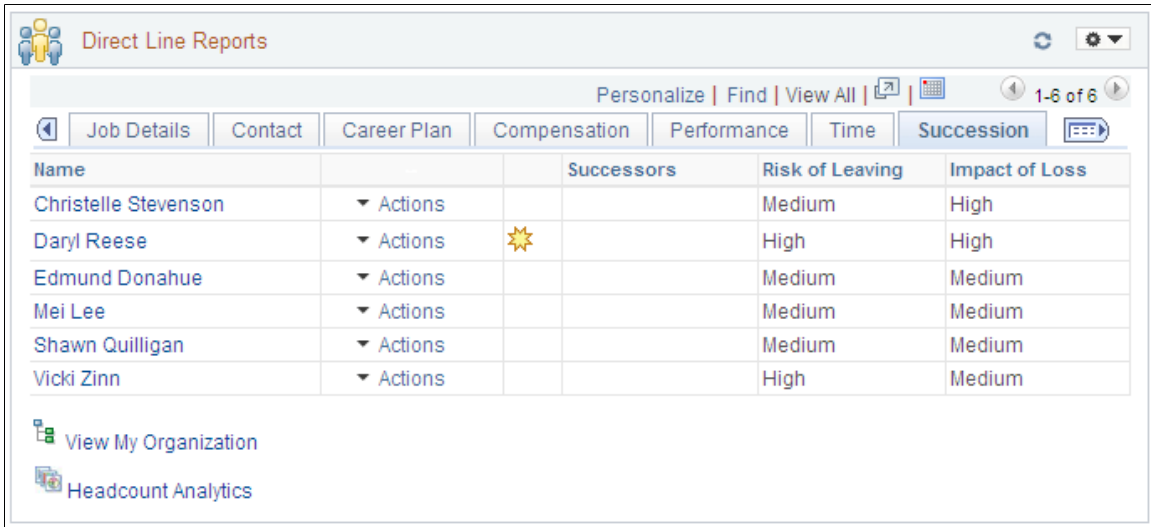 Direct Line Reports
Personalize | Find | View All | | 1-6 of 6
Job Details Contact Career Plan Compensation Performance Time Succession
Name Successors Risk of Leaving Impact of Loss
Christelle Stevenson Actions Medium High
Daryl Reese Actions High High
Edmund Donahue Actions Medium Medium
Mei Lee Actions Medium Medium
Shawn Quilligan Actions Medium Medium
Vicki Zinn Actions High Medium
View My Organization
Headcount Analytics